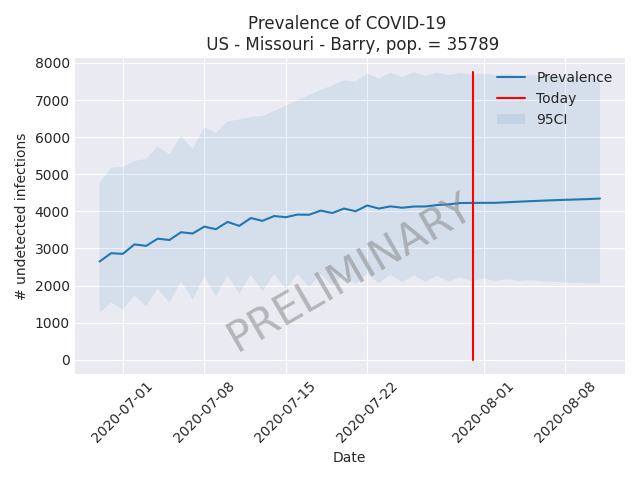 Prevalence of COVID-19
US - Missouri - Barry, pop. = 35789
8000
7000
6000
5000
4000
3000
2000
1000
0
# undetected infections
Prevalence
Today
95CI
PRELIMINARY
2020-07-01
2020-07-08
2020-07-15
2020-07-22
2020-08-01
2020-08-08
Date